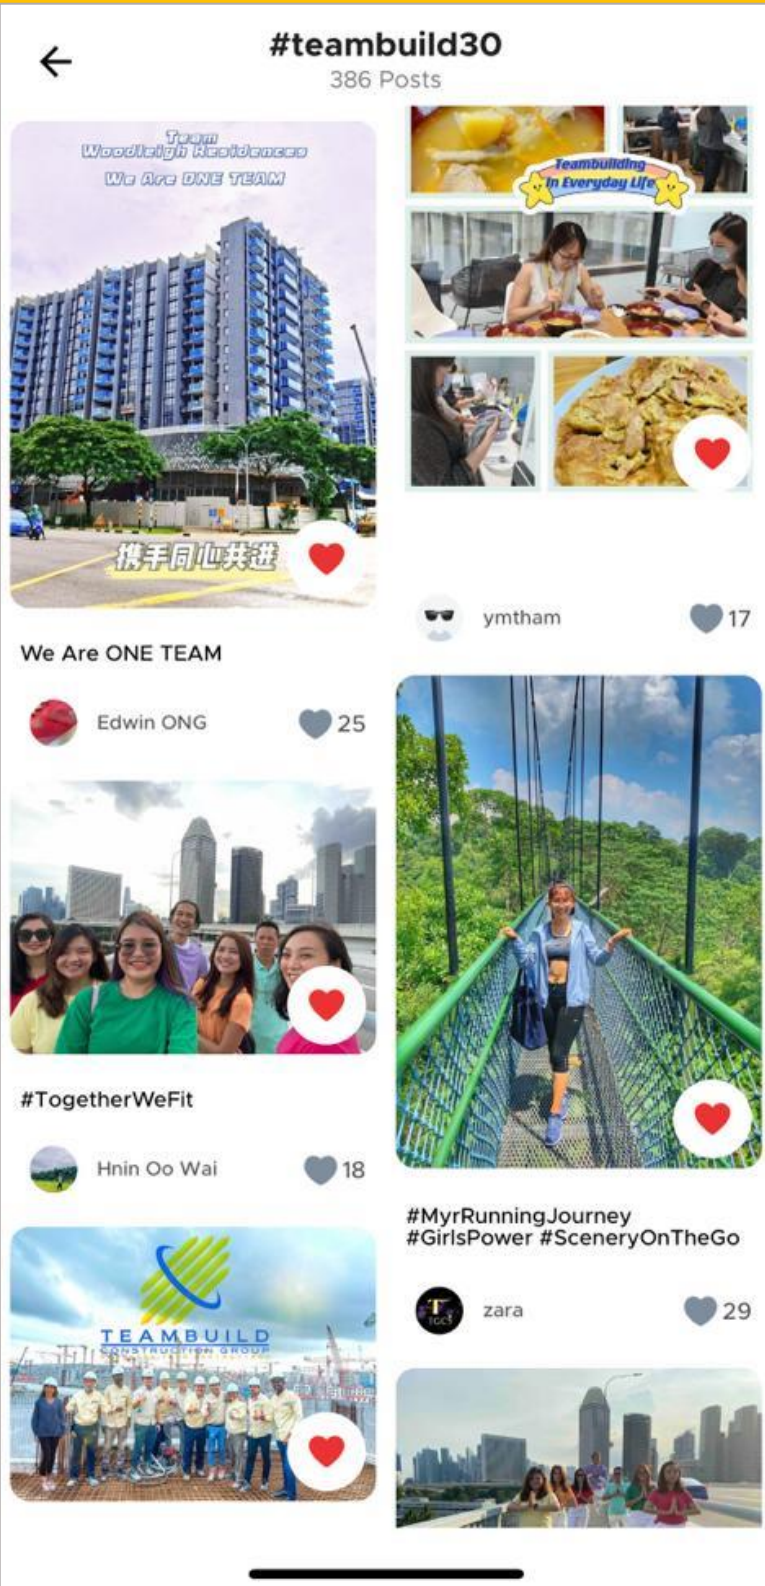 #teambuild30
386 Posts
Team
Woodleigh Residences
We Are ONE TEAM
携手同心共进
We Are ONE TEAM
Edwin ONG
25
#TogetherWeFit
Hnin Oo Wai
18
TEAMBUILD
CONSTRUCTION GROUP
Teambuilding
In Everyday Life
ymtham
17
#MyrRunningJourney
#GirlsPower #SceneryOnTheGo
T
TGCS
zara
29